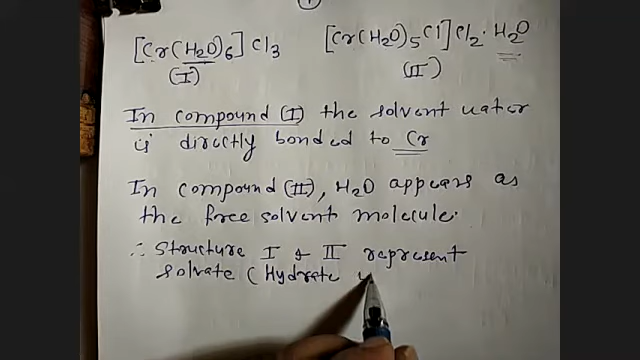 [Cr(H2O)6]Cl3 [Cr(H2O)5Cl]Cl2·H2O
(I) (II)
In compound (I) the solvent water
is directly bonded to Cr
In compound (II), H2O appears as
the free solvent molecule.
∴ Structure I & II represent
solvate (Hydrate